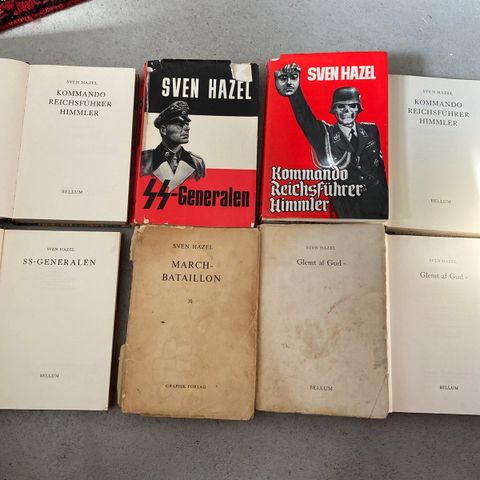 SVEN HAZEL
KOMMANDO
REICHSFÜHRER
HIMMLER
BELLUM
SVEN HAZEL
SS-Generalen
SVEN HAZEL
Kommando
Reichsführer
Himmler
SVEN HAZEL
KOMMANDO
REICHSFÜHRER
HIMMLER
BELLUM
SVEN HAZEL
SS-GENERALEN
BELLUM
SVEN HAZEL
MARCH-
BATAILLON
GRAFISK FORLAG
SVEN HAZEL
Glemt af Gud -
BELLUM
SVEN HAZEL
Glemt af Gud -
BELLUM